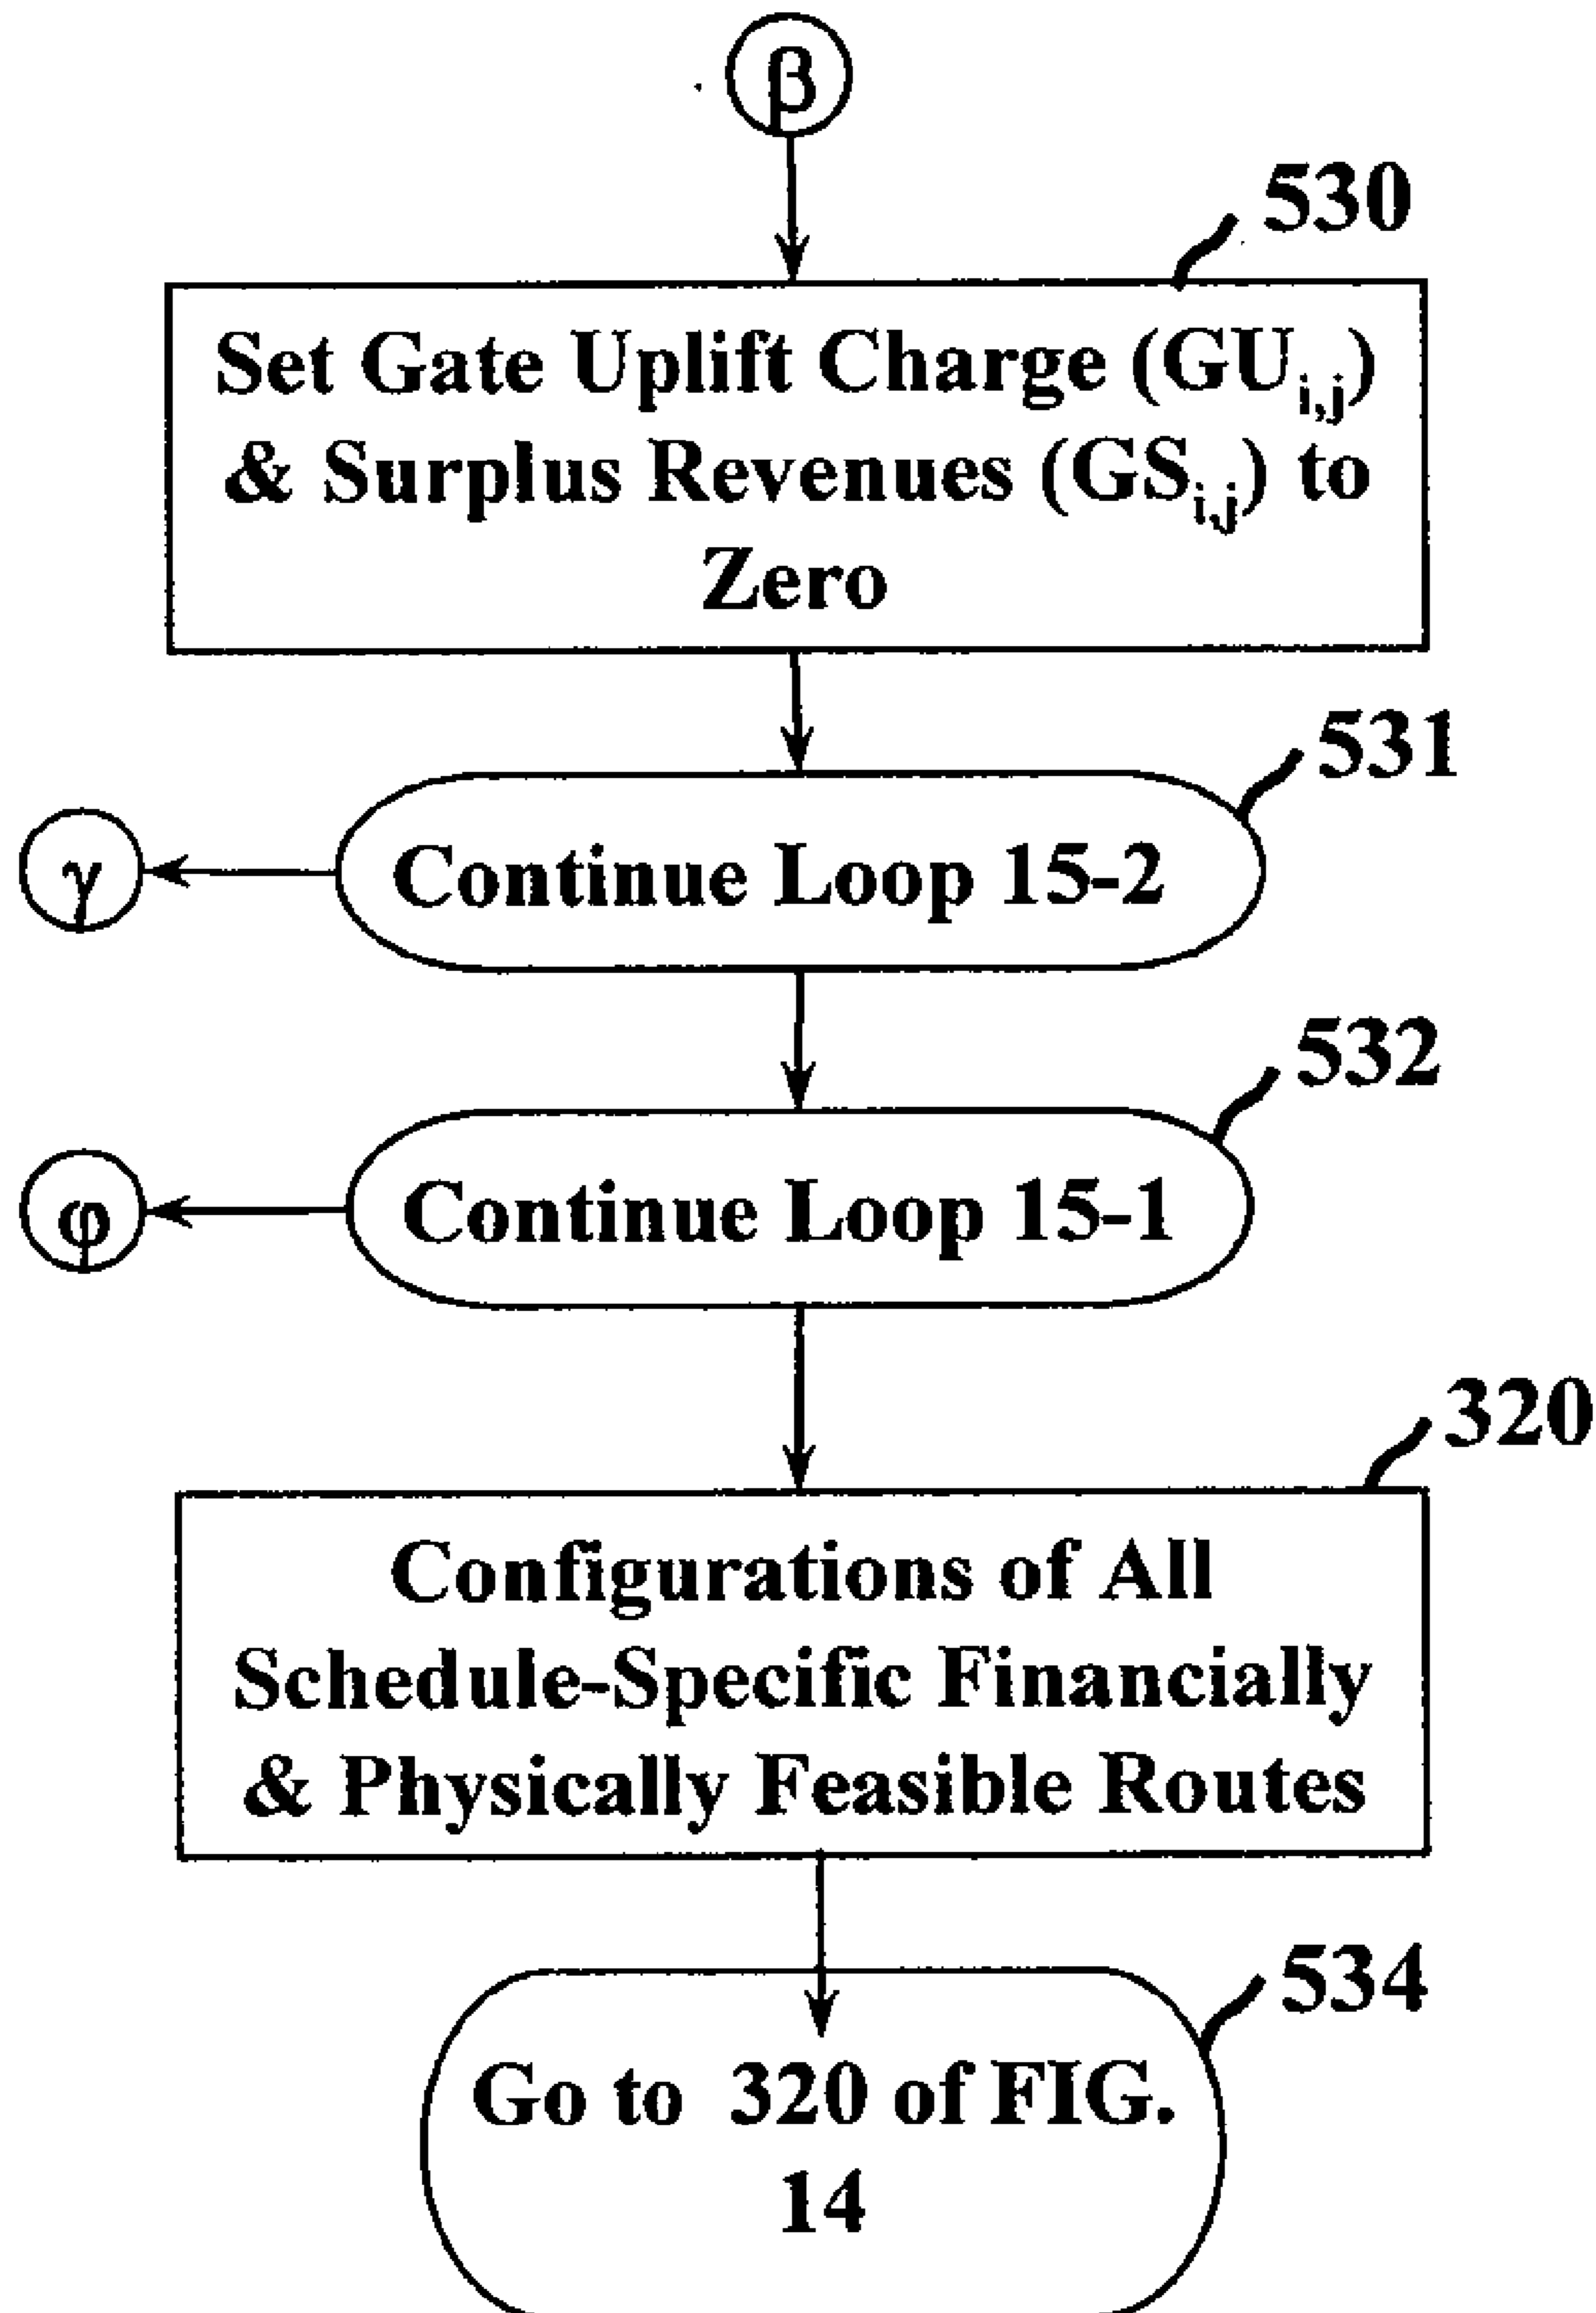 β
530
Set Gate Uplift Charge (GUi,j)
& Surplus Revenues (GSi,j) to
Zero
531
γ
Continue Loop 15-2
532
φ
Continue Loop 15-1
320
Configurations of All
Schedule-Specific Financially
& Physically Feasible Routes
534
Go to 320 of FIG.
14